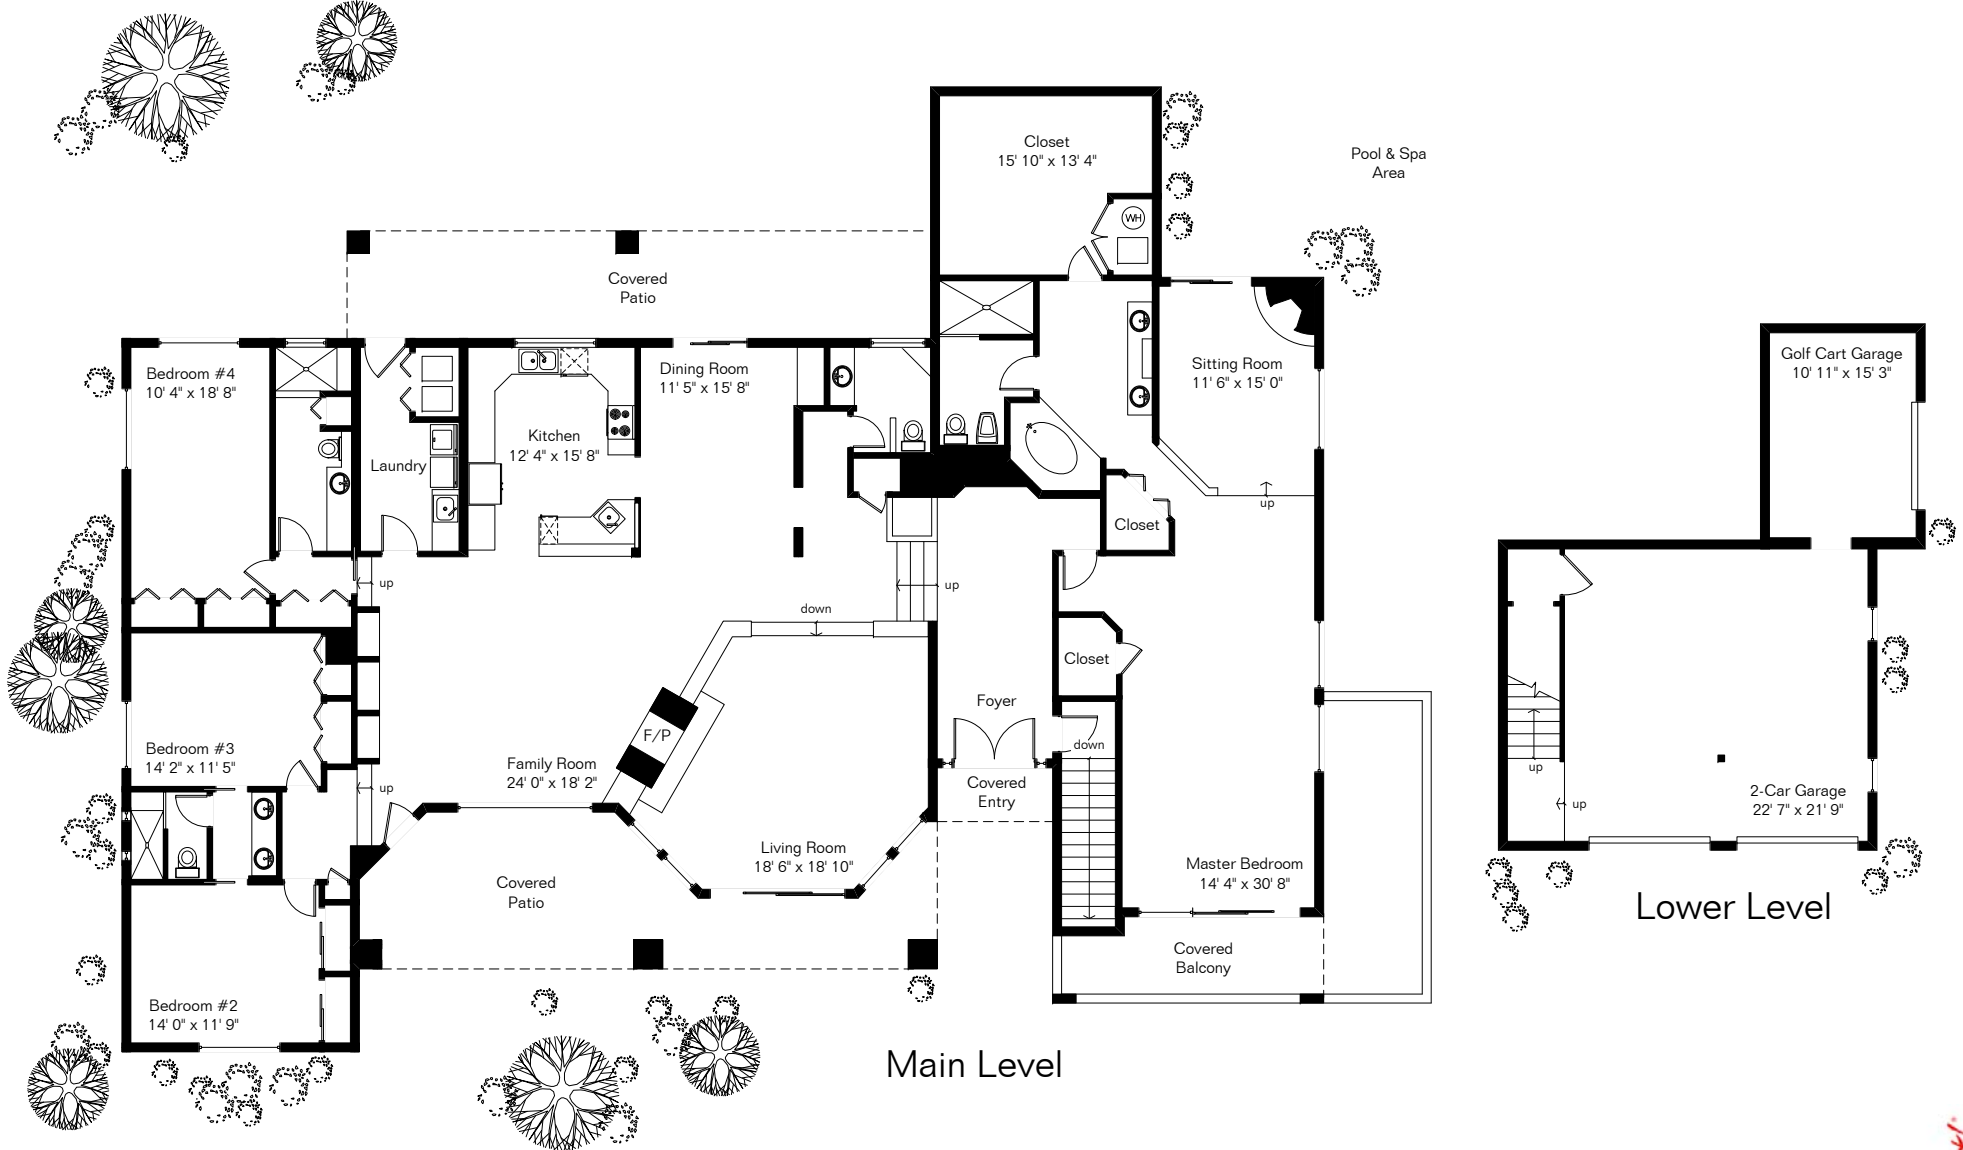 Closet
15' 10" x 13' 4"
Pool & Spa
Area
WH
Covered
Patio
Bedroom #4
10' 4" x 18' 8"
Dining Room
11' 5" x 15' 8"
Sitting Room
11' 6" x 15' 0"
Golf Cart Garage
10' 11" x 15' 3"
Kitchen
12' 4" x 15' 8"
Laundry
up
Closet
up
up
down
Closet
Foyer
F/P
down
Bedroom #3
14' 2" x 11' 5"
Family Room
24' 0" x 18' 2"
up
Covered
Entry
up
up
2-Car Garage
22' 7" x 21' 9"
Living Room
18' 6" x 18' 10"
Master Bedroom
14' 4" x 30' 8"
Covered
Patio
Lower Level
Covered
Balcony
Bedroom #2
14' 0" x 11' 9"
Main Level